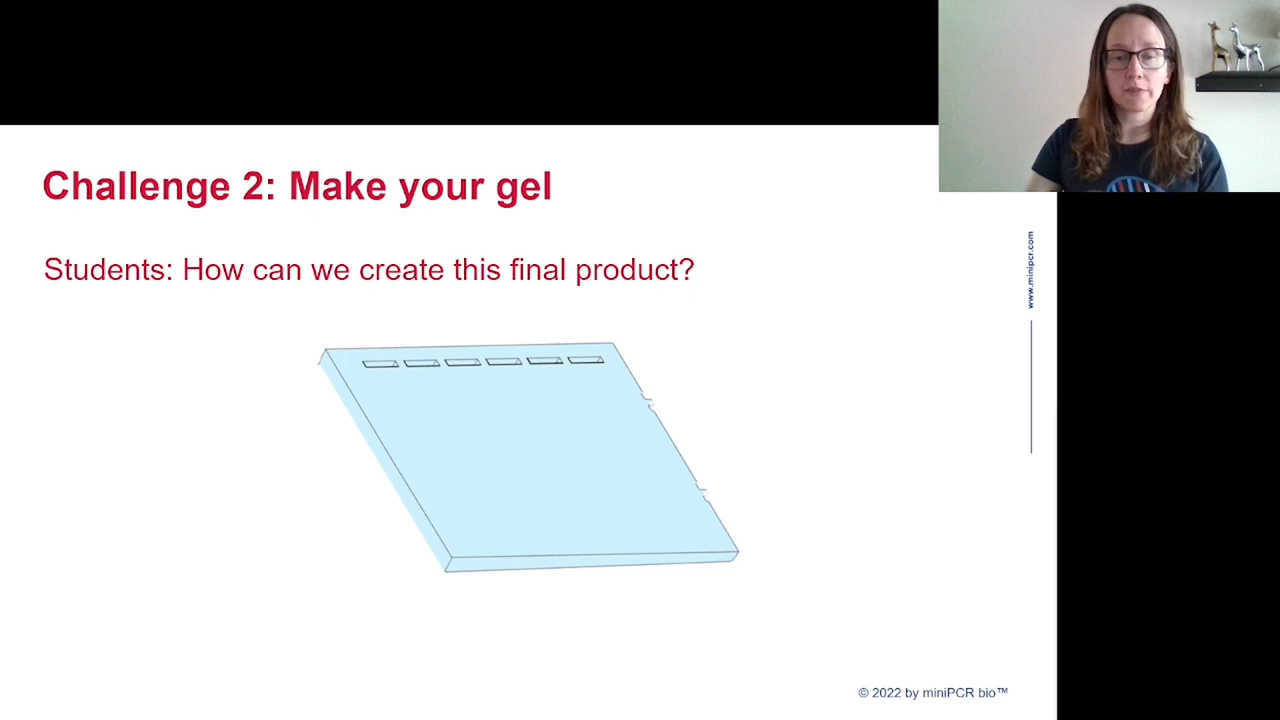 Challenge 2: Make your gel
Students: How can we create this final product?
www.minipcr.com
© 2022 by miniPCR bio™